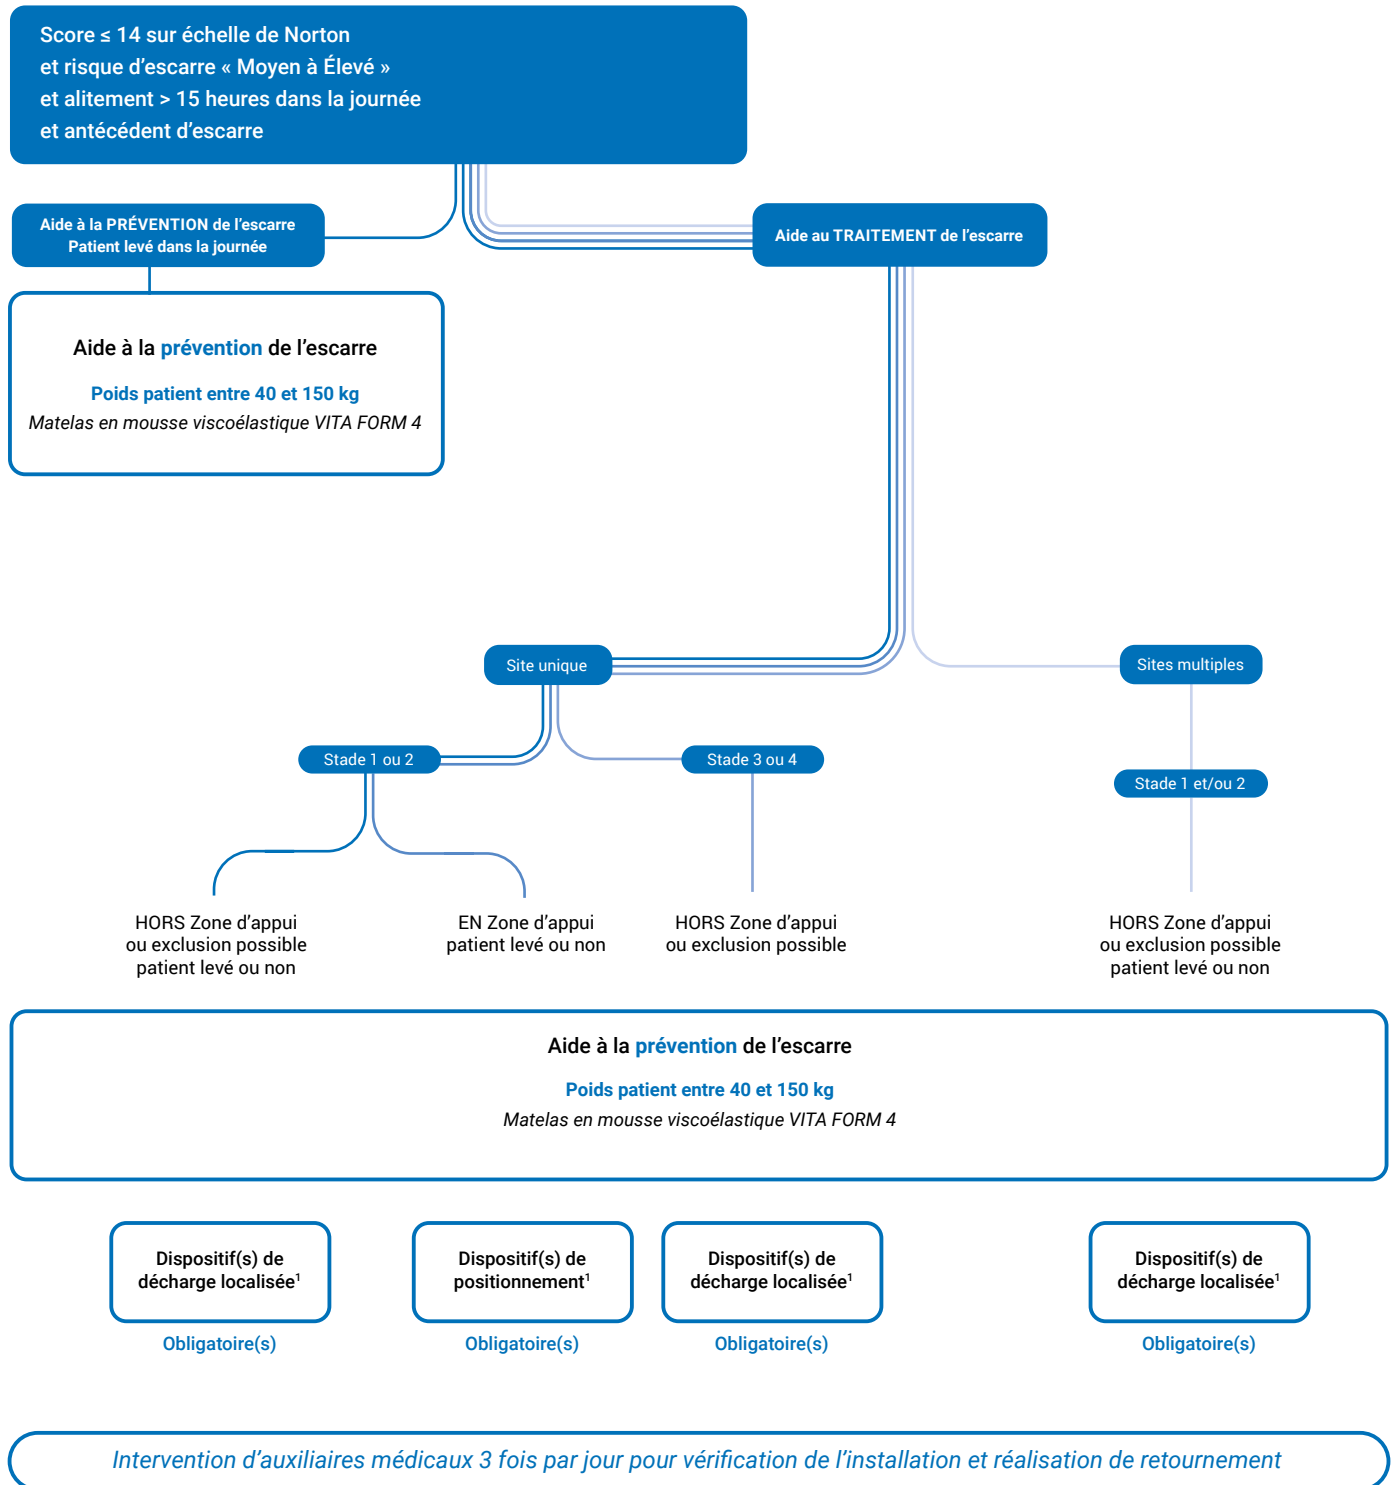 Score ≤ 14 sur échelle de Norton
et risque d’escarre « Moyen à Élevé »
et alitement > 15 heures dans la journée
et antécédent d’escarre
Aide à la PRÉVENTION de l’escarre
Patient levé dans la journée
Aide au TRAITEMENT de l’escarre
Aide à la prévention de l’escarre
Poids patient entre 40 et 150 kg
Matelas en mousse viscoélastique VITA FORM 4
Site unique
Sites multiples
Stade 1 ou 2
Stade 3 ou 4
Stade 1 et/ou 2
HORS Zone d’appui
ou exclusion possible
patient levé ou non
EN Zone d’appui
patient levé ou non
HORS Zone d’appui
ou exclusion possible
HORS Zone d’appui
ou exclusion possible
patient levé ou non
Aide à la prévention de l’escarre
Poids patient entre 40 et 150 kg
Matelas en mousse viscoélastique VITA FORM 4
Dispositif(s) de
décharge localisée¹
Obligatoire(s)
Dispositif(s) de
positionnement¹
Obligatoire(s)
Dispositif(s) de
décharge localisée¹
Obligatoire(s)
Dispositif(s) de
décharge localisée¹
Obligatoire(s)
Intervention d’auxiliaires médicaux 3 fois par jour pour vérification de l’installation et réalisation de retournement